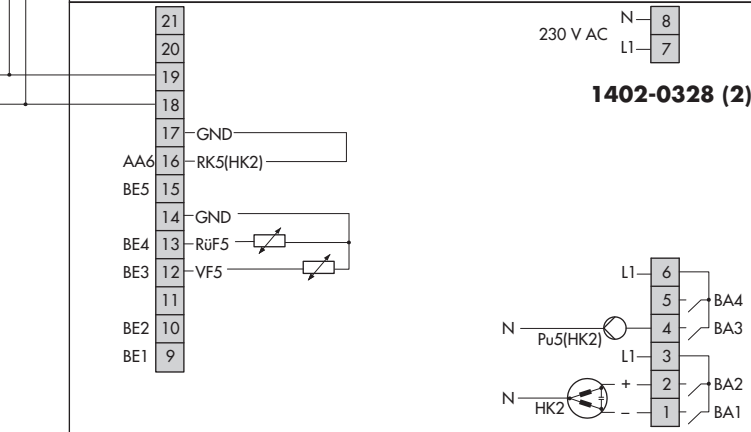 21
20
19
18
17 GND
AA6 16 RK5(HK2)
BE5 15
14 GND
BE4 13 RüF5
BE3 12 VF5
11
BE2 10
BE1 9
230 V AC
N 8
L1 7
1402-0328 (2)
L1 6
5 BA4
N Pu5(HK2) 4 BA3
L1 3
N HK2 + 2 BA2
– 1 BA1